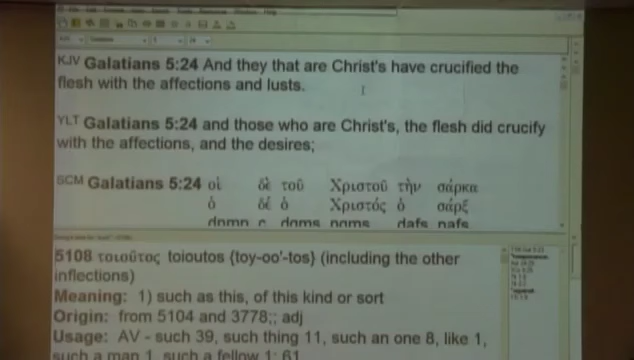 KJV Galatians 5:24 And they that are Christ's have crucified the
flesh with the affections and lusts.
YLT Galatians 5:24 and those who are Christ's, the flesh did crucify
with the affections, and the desires;
SCM Galatians 5:24 οἱ δὲ τοῦ Χριστοῦ τὴν σάρκα
ὁ δέ ὁ Χριστός ὁ σάρξ
dnmp c dgms ngms dafs nafs
5108 τοιοῦτος toioutos {toy-oo'-tos} (including the other
inflections)
Meaning: 1) such as this, of this kind or sort
Origin: from 5104 and 3778;; adj
Usage: AV - such 39, such thing 11, such an one 8, like 1,
such a man 1, such a fellow 1; 61